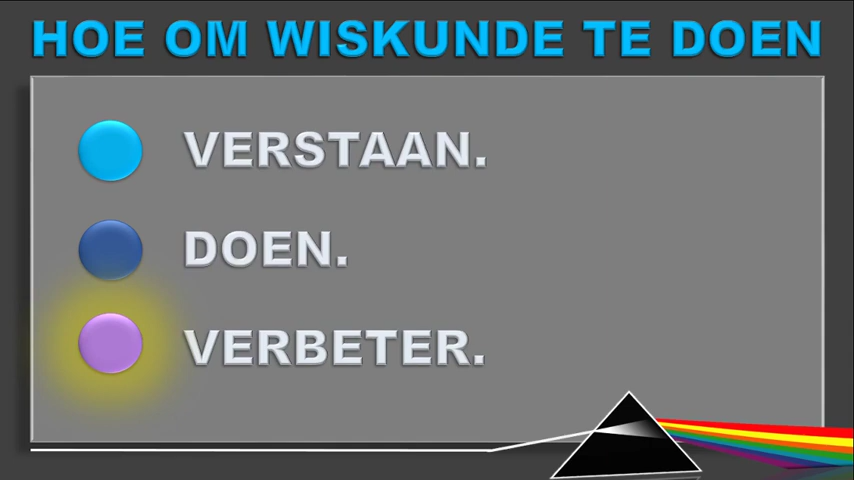 HOE OM WISKUNDE TE DOEN
VERSTAAN.
DOEN.
VERBETER.